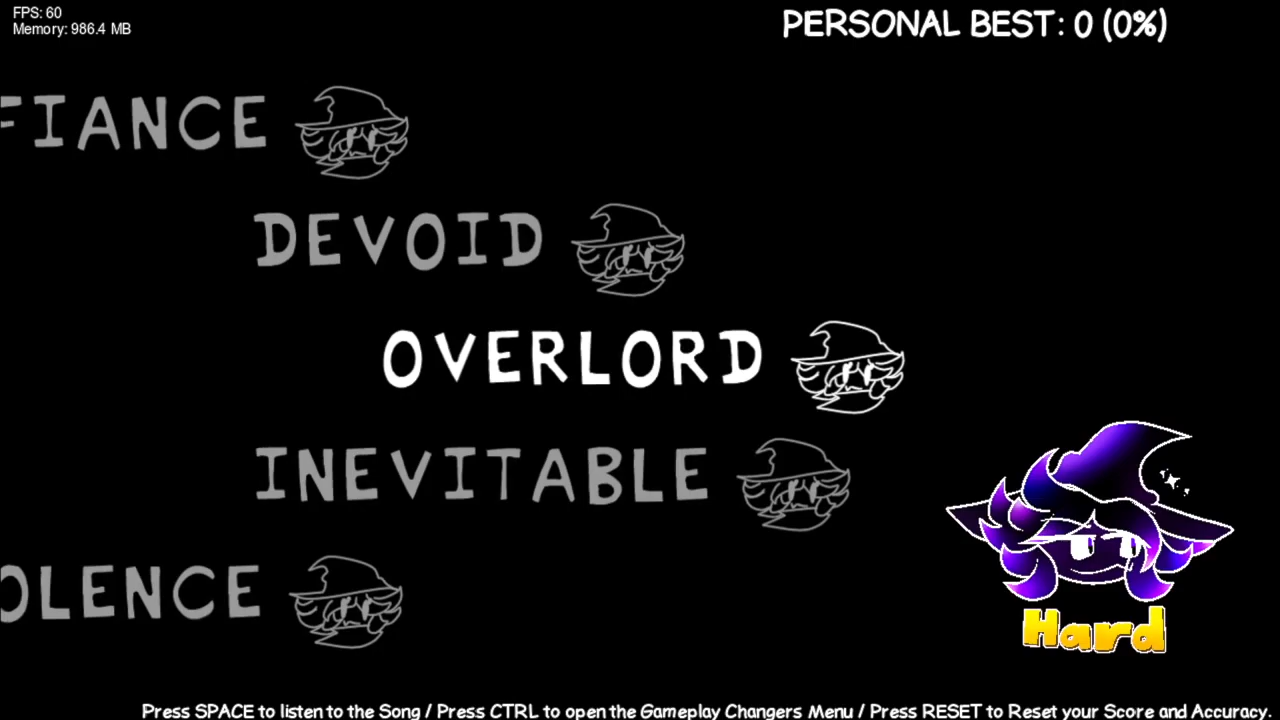 FPS: 60
Memory: 986.4 MB
PERSONAL BEST: 0 (0%)
FIANCE
DEVOID
OVERLORD
INEVITABLE
OLENCE
Hard
Press SPACE to listen to the Song / Press CTRL to open the Gameplay Changers Menu / Press RESET to Reset your Score and Accuracy.